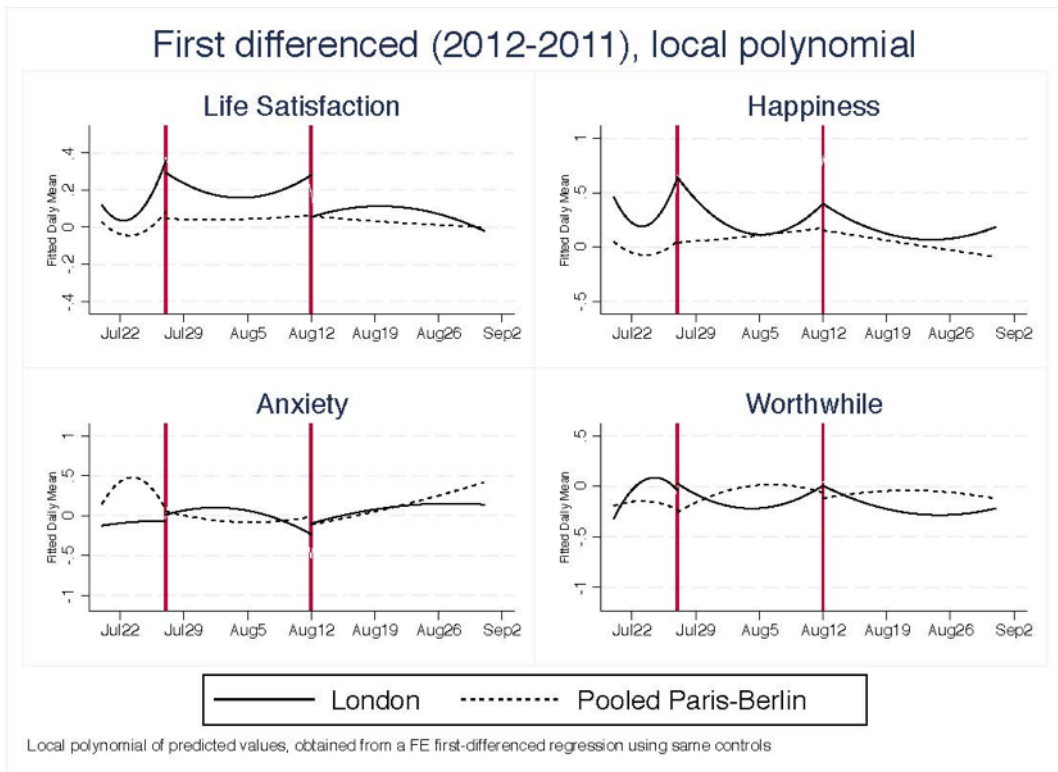 First differenced (2012-2011), local polynomial
Life Satisfaction
Fitted Daily Mean
.4
.2
0
-.2
-.4
Jul22 Jul29 Aug5 Aug12 Aug19 Aug26 Sep2
Happiness
Fitted Daily Mean
1
.5
0
-.5
Jul22 Jul29 Aug5 Aug12 Aug19 Aug26 Sep2
Anxiety
Fitted Daily Mean
1
.5
0
-.5
-1
Jul22 Jul29 Aug5 Aug12 Aug19 Aug26 Sep2
Worthwhile
Fitted Daily Mean
.5
0
-.5
-1
Jul22 Jul29 Aug5 Aug12 Aug19 Aug26 Sep2
London Pooled Paris-Berlin
Local polynomial of predicted values, obtained from a FE first-differenced regression using same controls